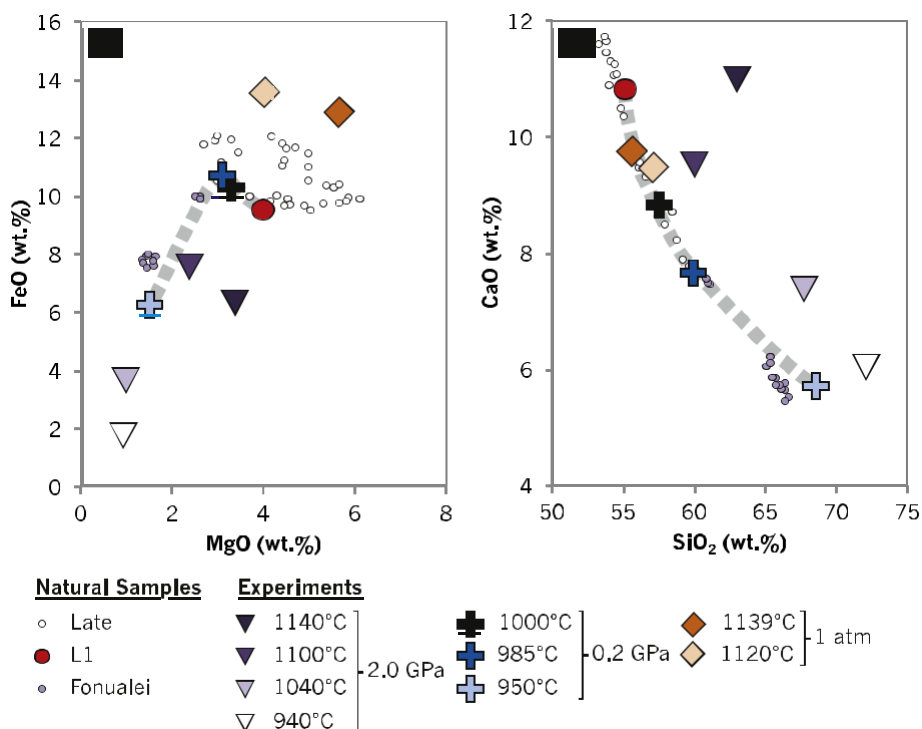 16
14
12
10
8
6
4
2
0
FeO (wt.%)
0 2 4 6 8
MgO (wt.%)
12
10
8
6
4
CaO (wt.%)
50 55 60 65 70 75
SiO2 (wt.%)
Natural Samples
Late
L1
Fonualei
Experiments
1140°C
1100°C
1040°C
940°C
2.0 GPa
1000°C
985°C
950°C
0.2 GPa
1139°C
1120°C
1 atm